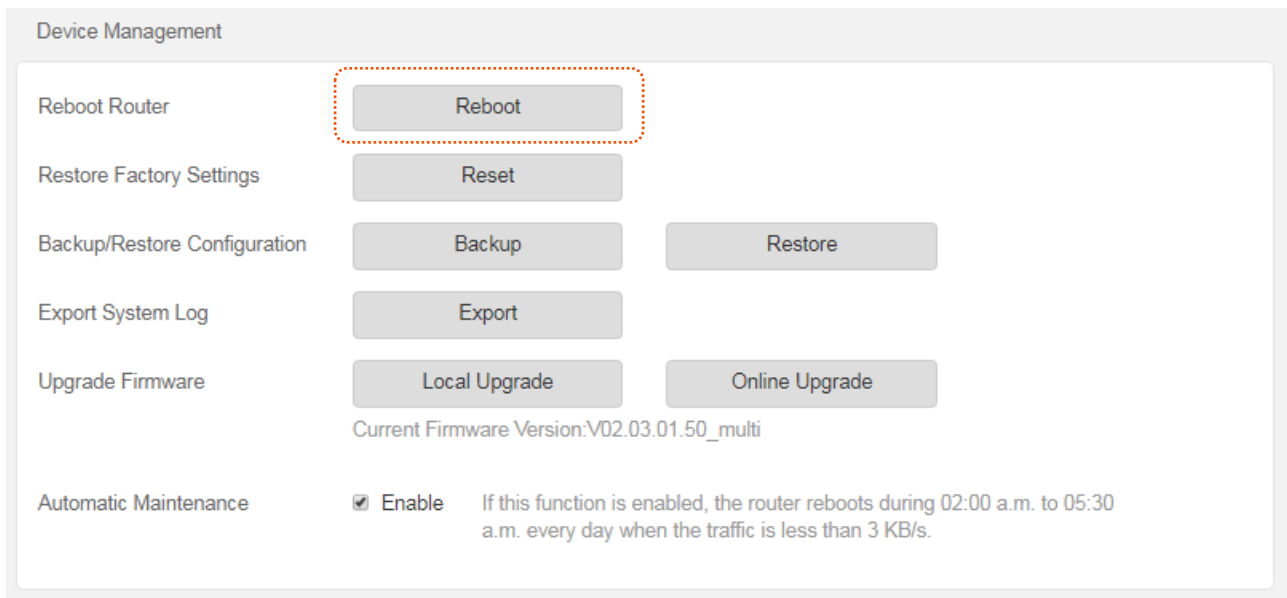 Device Management
Reboot Router Reboot
Restore Factory Settings Reset
Backup/Restore Configuration Backup Restore
Export System Log Export
Upgrade Firmware Local Upgrade Online Upgrade
Current Firmware Version:V02.03.01.50_multi
Automatic Maintenance Enable If this function is enabled, the router reboots during 02:00 a.m. to 05:30
a.m. every day when the traffic is less than 3 KB/s.